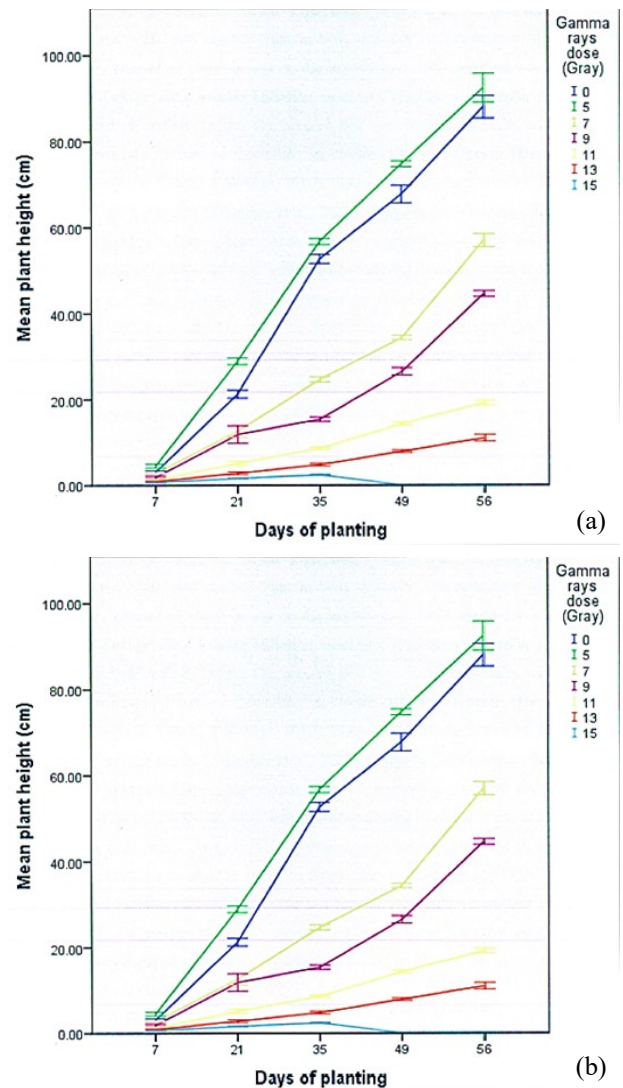 Gamma
rays
dose
(Gray)
0
5
7
9
11
13
15
100.00
80.00
60.00
40.00
20.00
0.00
Mean plant height (cm)
7 21 35 49 56
Days of planting
(a)
Gamma
rays
dose
(Gray)
0
5
7
9
11
13
15
100.00
80.00
60.00
40.00
20.00
0.00
Mean plant height (cm)
7 21 35 49 56
Days of planting
(b)